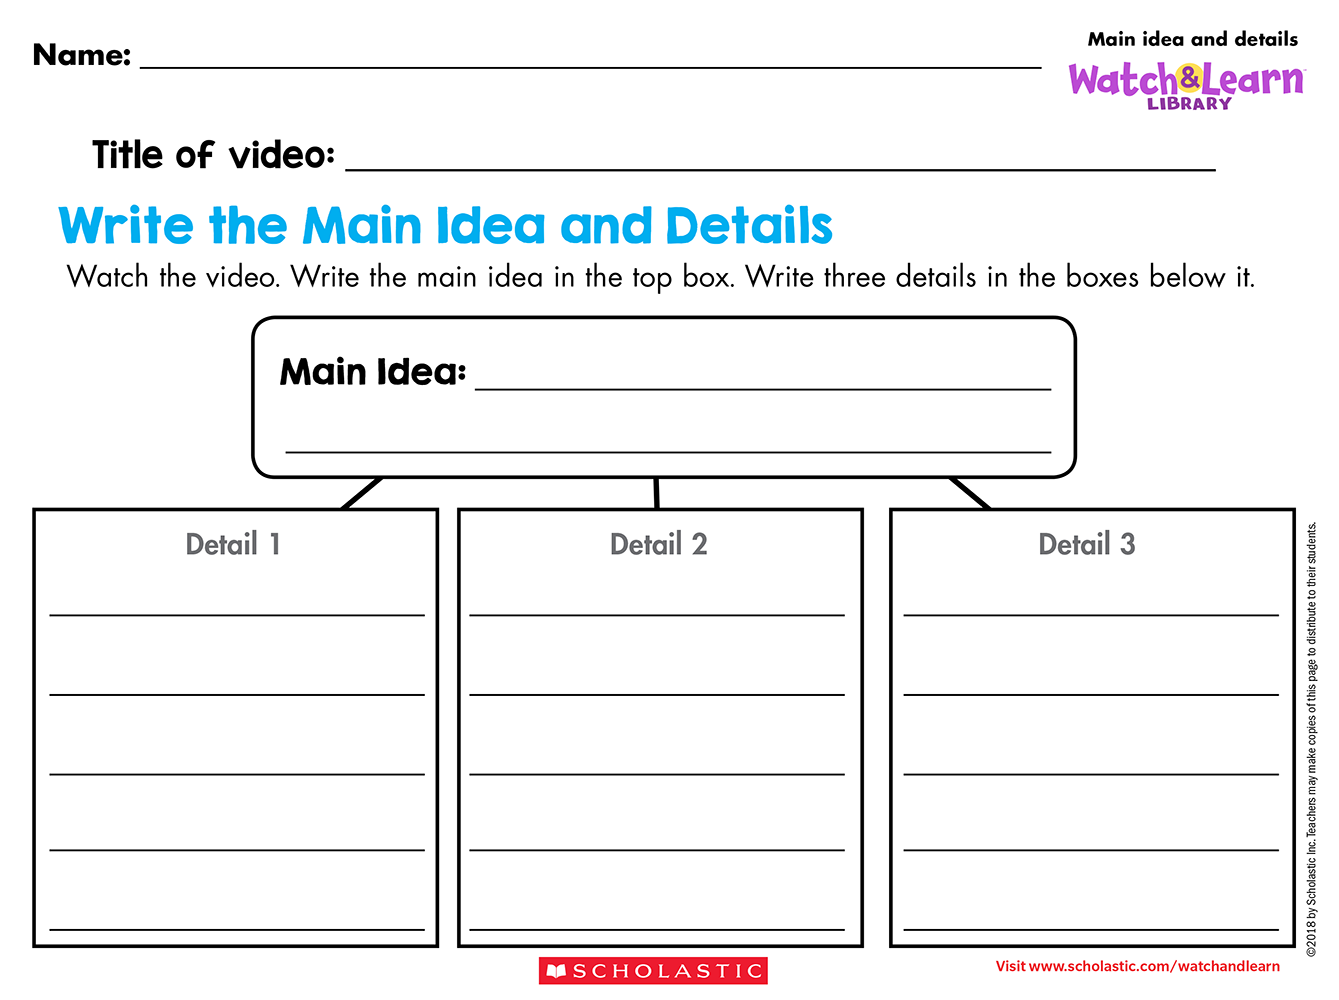 Name:
Main idea and details
Watch&Learn
LIBRARY
Title of video:
Write the Main Idea and Details
Watch the video. Write the main idea in the top box. Write three details in the boxes below it.
Main Idea:
Detail 1
Detail 2
Detail 3
©2018 by Scholastic Inc. Teachers may make copies of this page to distribute to their students.
SCHOLASTIC
Visit www.scholastic.com/watchandlearn